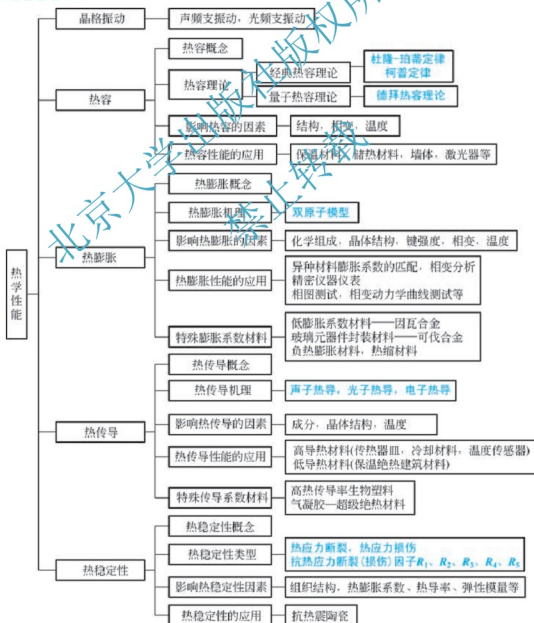 热学性能
晶格振动
声频支振动，光频支振动
热容
热容概念
热容理论
经典热容理论
杜隆-珀蒂定律
柯普定律
量子热容理论
德拜热容理论
影响热容的因素
结构，相变，温度
热容性能的应用
保温材料，储热材料，墙体，激光器等
热膨胀
热膨胀概念
热膨胀机理
双原子模型
影响热膨胀的因素
化学组成，晶体结构，键强度，相变，温度
热膨胀性能的应用
异种材料膨胀系数的匹配，相变分析
精密仪器仪表
相图测试，相变动力学曲线测试等
特殊膨胀系数材料
低膨胀系数材料——因瓦合金
玻璃元器件封装材料——可伐合金
负热膨胀材料，热缩材料
热传导
热传导概念
热传导机理
声子热导，光子热导，电子热导
影响热传导的因素
成分，晶体结构，温度
热传导性能的应用
高导热材料(传热器皿，冷却材料，温度传感器)
低导热材料(保温绝热建筑材料)
特殊传导系数材料
高热传导率生物塑料
气凝胶—超级绝热材料
热稳定性
热稳定性概念
热稳定性类型
热应力断裂，热应力损伤
抗热应力断裂(损伤)因子R₁、R₂、R₃、R₄、R₅
影响热稳定性因素
组织结构，热膨胀系数、热导率、弹性模量等
热稳定性的应用
抗热震陶瓷
北京大学出版社版权所有
禁止转载